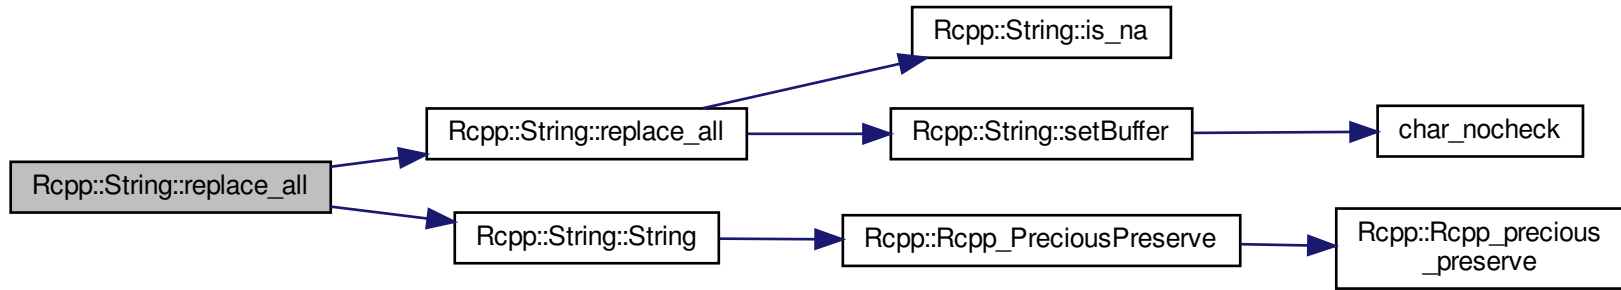 Rcpp::String::is_na
Rcpp::String::replace_all
Rcpp::String::setBuffer
char_nocheck
Rcpp::String::replace_all
Rcpp::String::String
Rcpp::Rcpp_PreciousPreserve
Rcpp::Rcpp_precious
_preserve